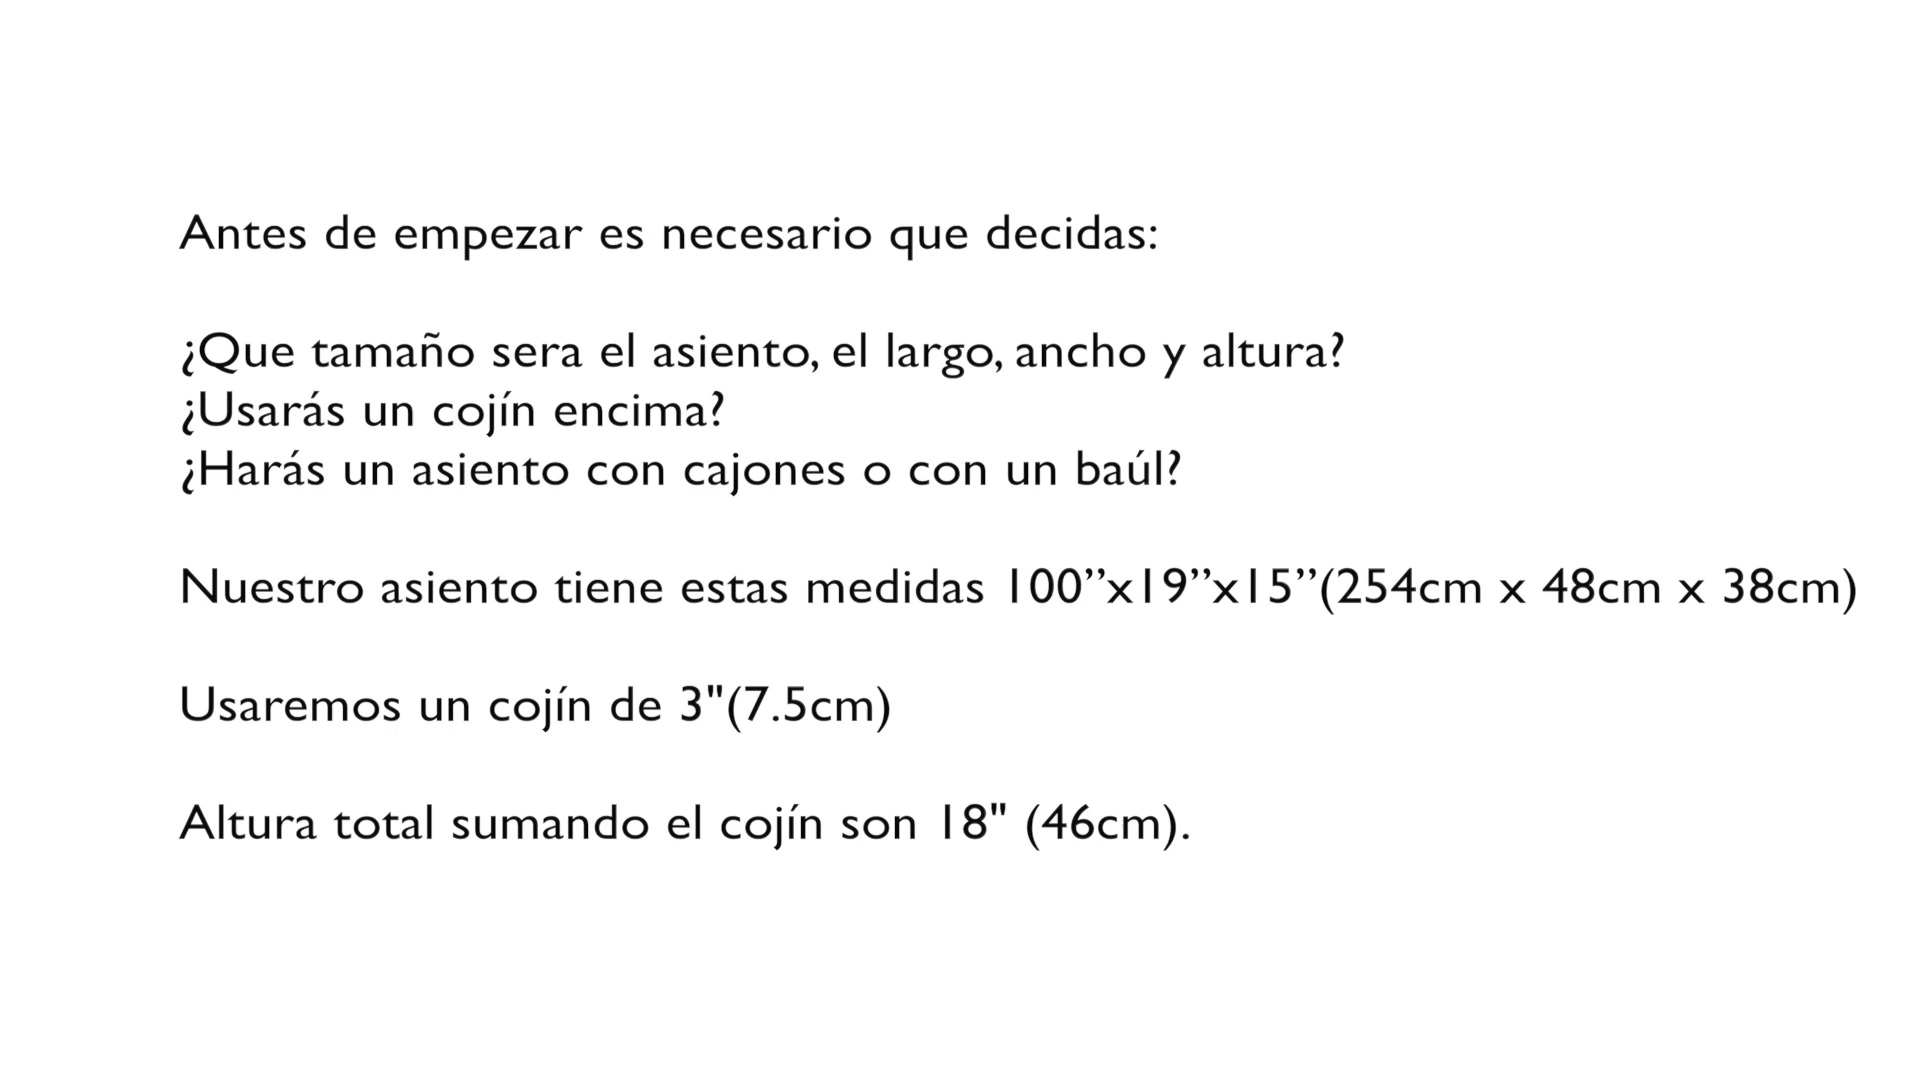 Antes de empezar es necesario que decidas:
¿Que tamaño sera el asiento, el largo, ancho y altura?
¿Usarás un cojín encima?
¿Harás un asiento con cajones o con un baúl?
Nuestro asiento tiene estas medidas 100”x19”x15”(254cm x 48cm x 38cm)
Usaremos un cojín de 3"(7.5cm)
Altura total sumando el cojín son 18" (46cm).